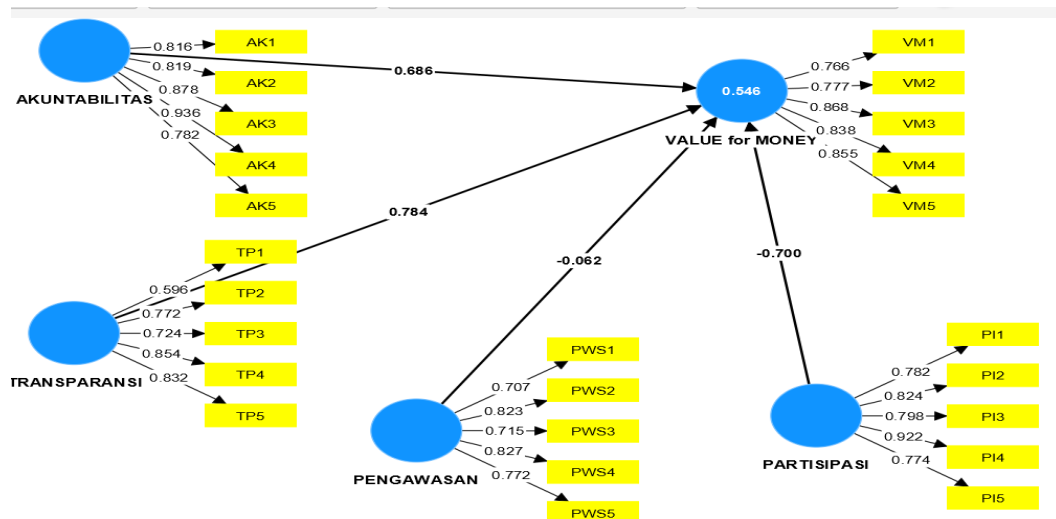 AKUNTABILITAS
0.816
0.819
0.878
0.936
0.782
AK1
AK2
AK3
AK4
AK5
0.686
0.546
VALUE for MONEY
0.766
0.777
0.868
0.838
0.855
VM1
VM2
VM3
VM4
VM5
0.784
-0.062
-0.700
TRANSPARANSI
0.596
0.772
0.724
0.854
0.832
TP1
TP2
TP3
TP4
TP5
PENGAWASAN
0.707
0.823
0.715
0.827
0.772
PWS1
PWS2
PWS3
PWS4
PWS5
PARTISIPASI
0.782
0.824
0.798
0.922
0.774
PI1
PI2
PI3
PI4
PI5